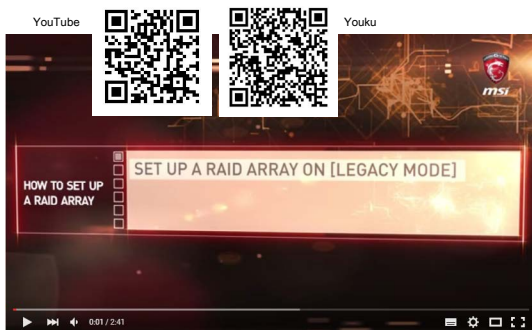 YouTube
Youku
msi
SET UP A RAID ARRAY ON [LEGACY MODE]
HOW TO SET UP
A RAID ARRAY
0:01 / 2:41